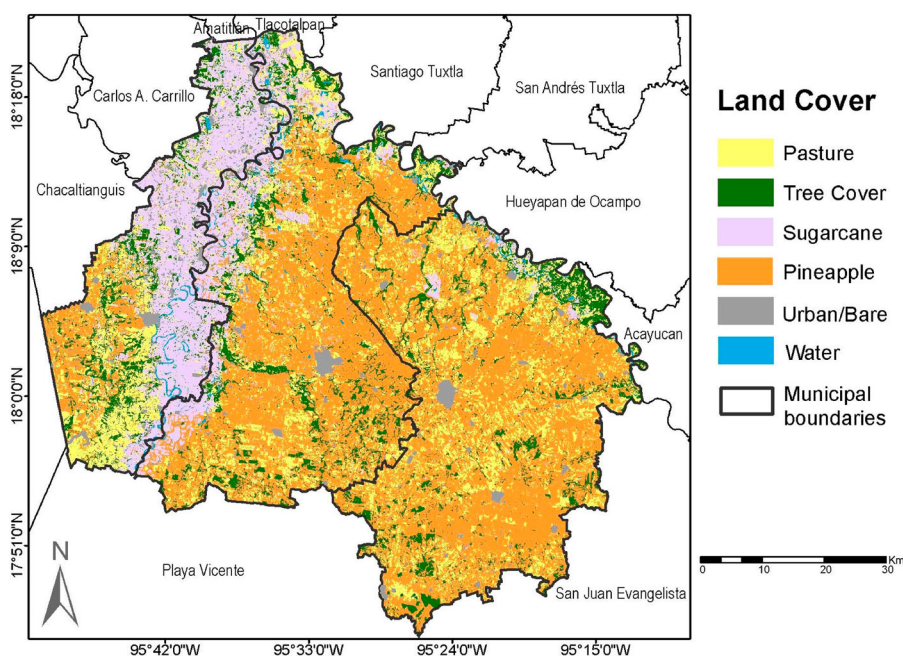 Amatitlán
Tlacotalpan
Santiago Tuxtla
San Andrés Tuxtla
Carlos A. Carrillo
Chacaltianguis
Hueyapan de Ocampo
Acayucan
Playa Vicente
San Juan Evangelista
18°18'0"N
18°9'0"N
18°0'0"N
17°51'0"N
95°42'0"W
95°33'0"W
95°24'0"W
95°15'0"W
N
Land Cover
Pasture
Tree Cover
Sugarcane
Pineapple
Urban/Bare
Water
Municipal
boundaries
Km
0 10 20 30